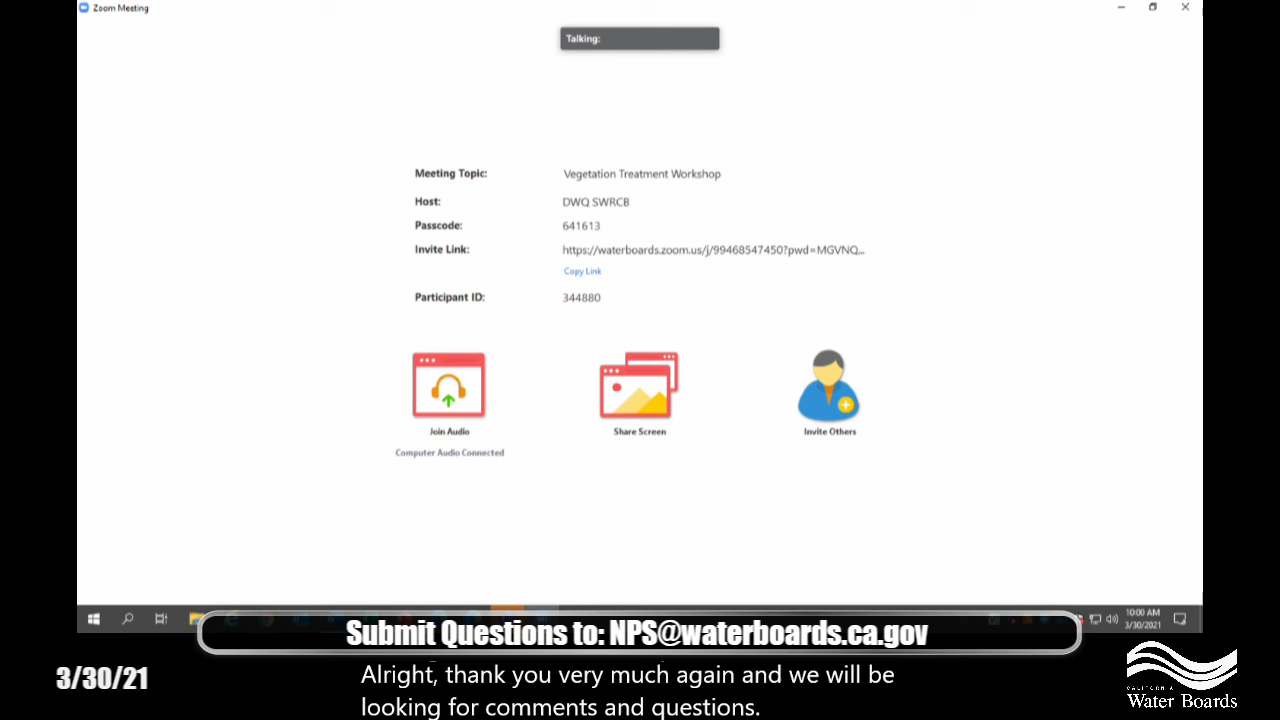 Zoom Meeting
Talking:
Meeting Topic: Vegetation Treatment Workshop
Host: DWQ SWRCB
Passcode: 641613
Invite Link: https://waterboards.zoom.us/j/99468547450?pwd=MGVNQ...
Copy Link
Participant ID: 344880
Join Audio
Share Screen
Invite Others
Computer Audio Connected
10:00 AM
3/30/2021
Submit Questions to: NPS@waterboards.ca.gov
3/30/21
Alright, thank you very much again and we will be
looking for comments and questions.
CALIFORNIA
Water Boards